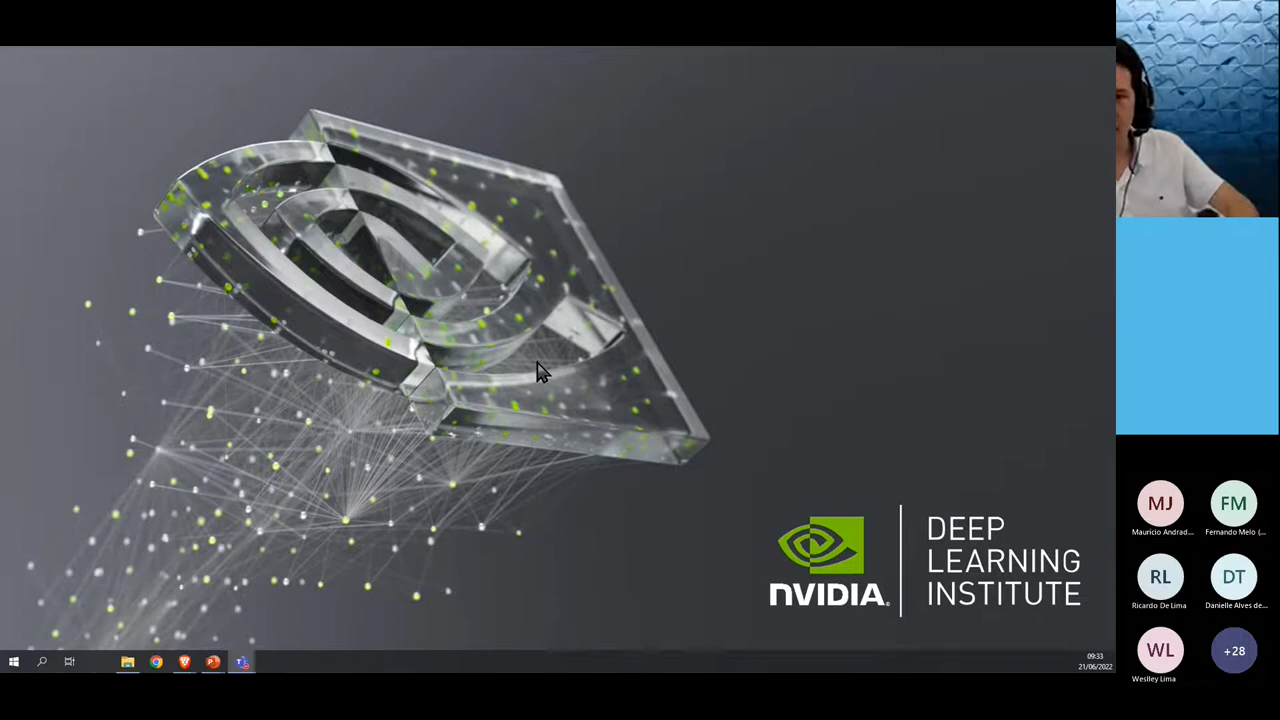 NVIDIA
DEEP
LEARNING
INSTITUTE
09:33
21/06/2022
MJ
FM
Mauricio Andrad...
Fernando Melo (...
RL
DT
Ricardo De Lima
Danielle Alves de...
WL
+28
Weslley Lima